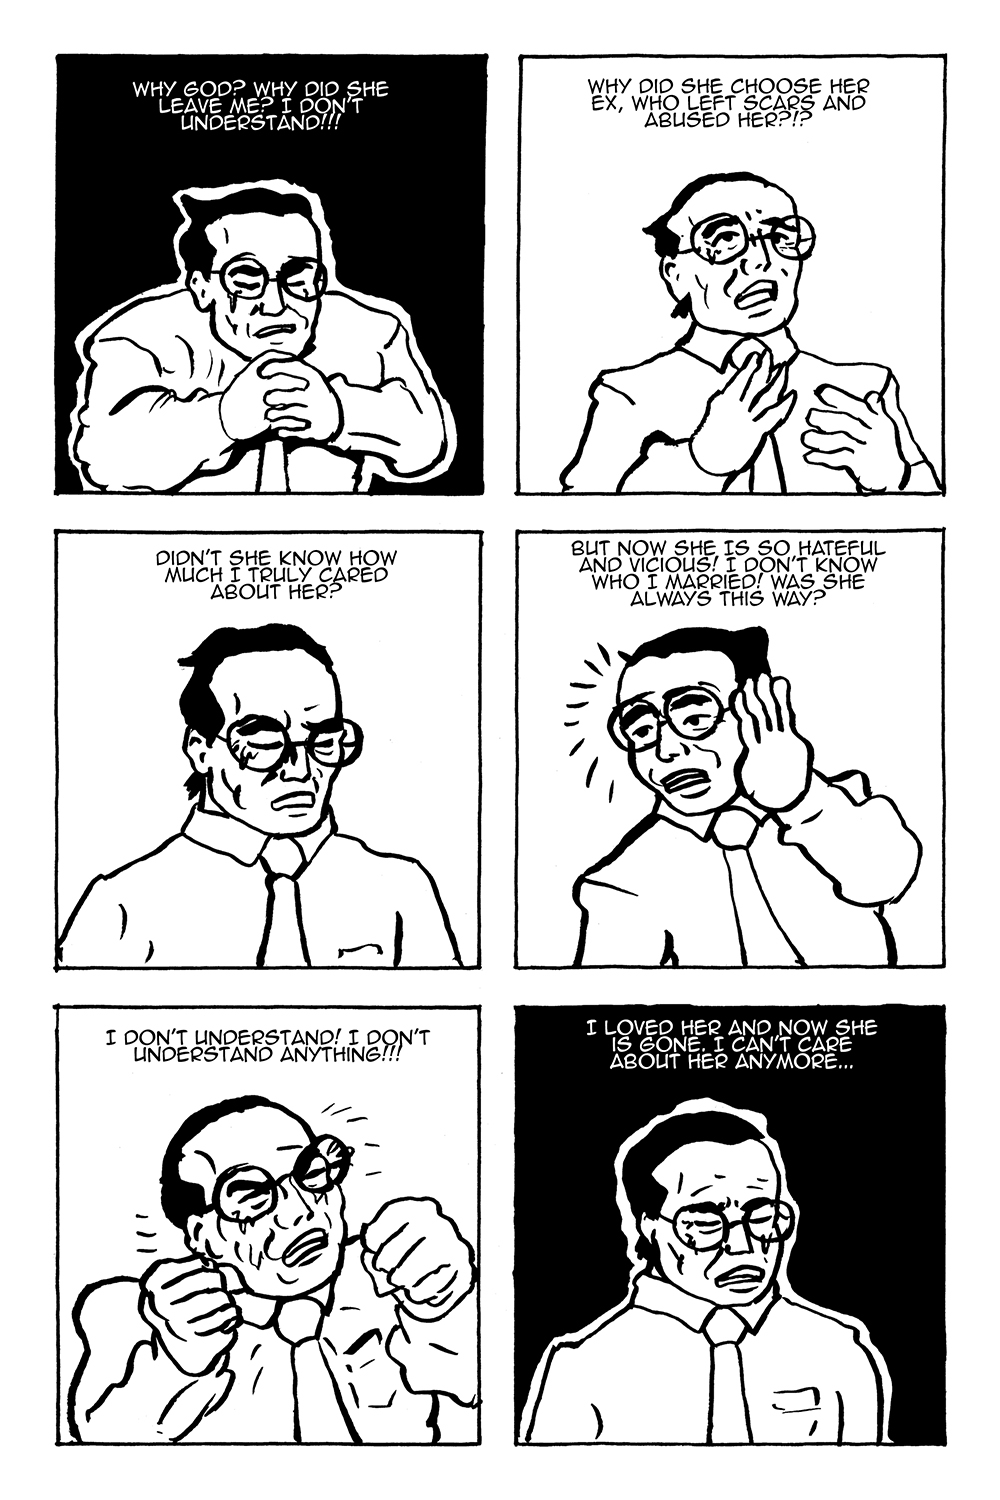 WHY GOD? WHY DID SHE
LEAVE ME? I DON'T
UNDERSTAND!!!
WHY DID SHE CHOOSE HER
EX, WHO LEFT SCARS AND
ABUSED HER?!?
DIDN'T SHE KNOW HOW
MUCH I TRULY CARED
ABOUT HER?
BUT NOW SHE IS SO HATEFUL
AND VICIOUS! I DON'T KNOW
WHO I MARRIED! WAS SHE
ALWAYS THIS WAY?
I DON'T UNDERSTAND! I DON'T
UNDERSTAND ANYTHING!!!
I LOVED HER AND NOW SHE
IS GONE. I CAN'T CARE
ABOUT HER ANYMORE...